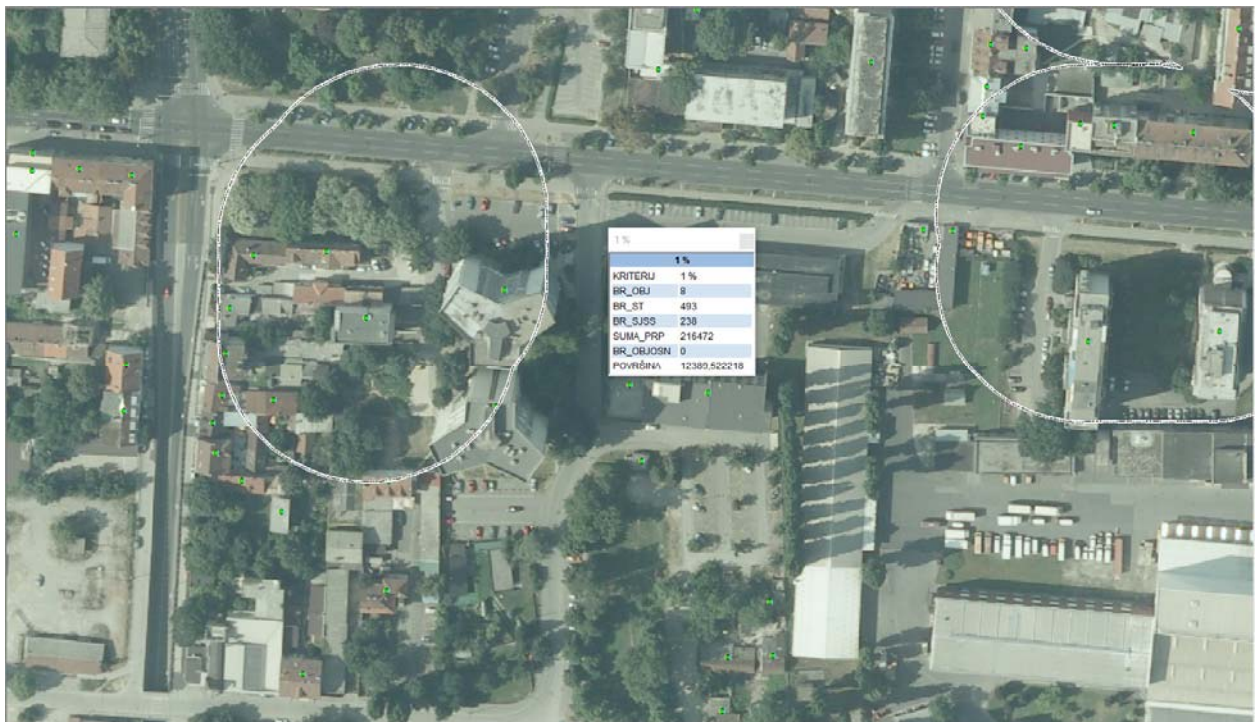 1 %
1 %
KRITERIJ 1 %
BR_OBJ 8
BR_ST 493
BR_SJSS 238
SUMA_PRP 216472
BR_OBJOSN 0
POVRŠINA 12389,522218